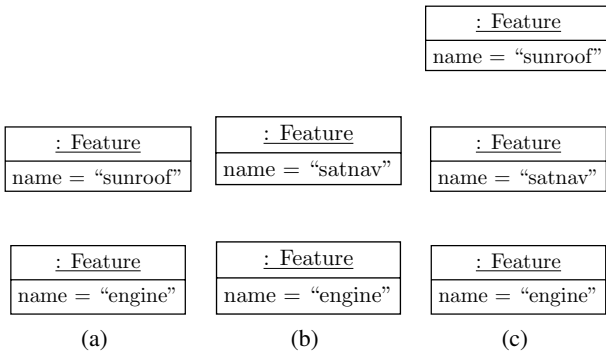 : Feature
name = “sunroof”
: Feature
name = “sunroof”
: Feature
name = “satnav”
: Feature
name = “satnav”
: Feature
name = “engine”
: Feature
name = “engine”
: Feature
name = “engine”
(a)
(b)
(c)